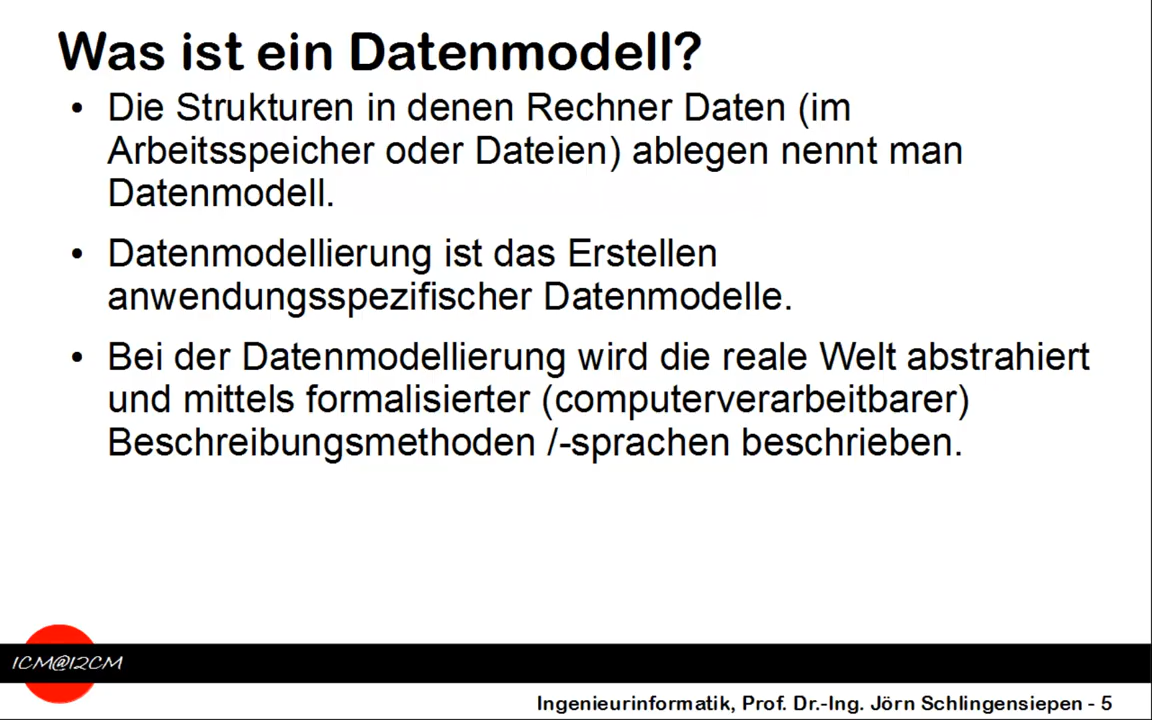 Was ist ein Datenmodell?
• Die Strukturen in denen Rechner Daten (im
Arbeitsspeicher oder Dateien) ablegen nennt man
Datenmodell.
• Datenmodellierung ist das Erstellen
anwendungsspezifischer Datenmodelle.
• Bei der Datenmodellierung wird die reale Welt abstrahiert
und mittels formalisierter (computerverarbeitbarer)
Beschreibungsmethoden /-sprachen beschrieben.
1CM@12CM
Ingenieurinformatik, Prof. Dr.-Ing. Jörn Schlingensiepen - 5